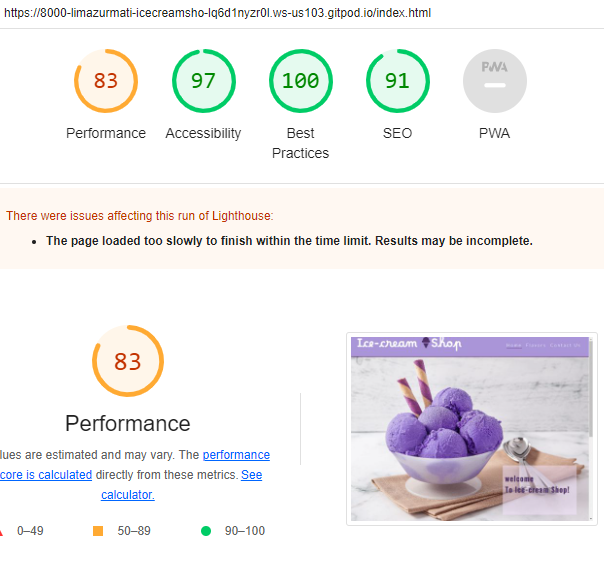 https://8000-limazurmati-icecreamsho-lq6d1nyzr0l.ws-us103.gitpod.io/index.html
83
97
100
91
PWA
Performance
Accessibility
Best
Practices
SEO
PWA
There were issues affecting this run of Lighthouse:
The page loaded too slowly to finish within the time limit. Results may be incomplete.
83
Performance
lues are estimated and may vary. The performance
core is calculated directly from these metrics. See
calculator.
0–49
50–89
90–100
Ice-cream Shop
Home
welcome
To Ice-cream Shop!